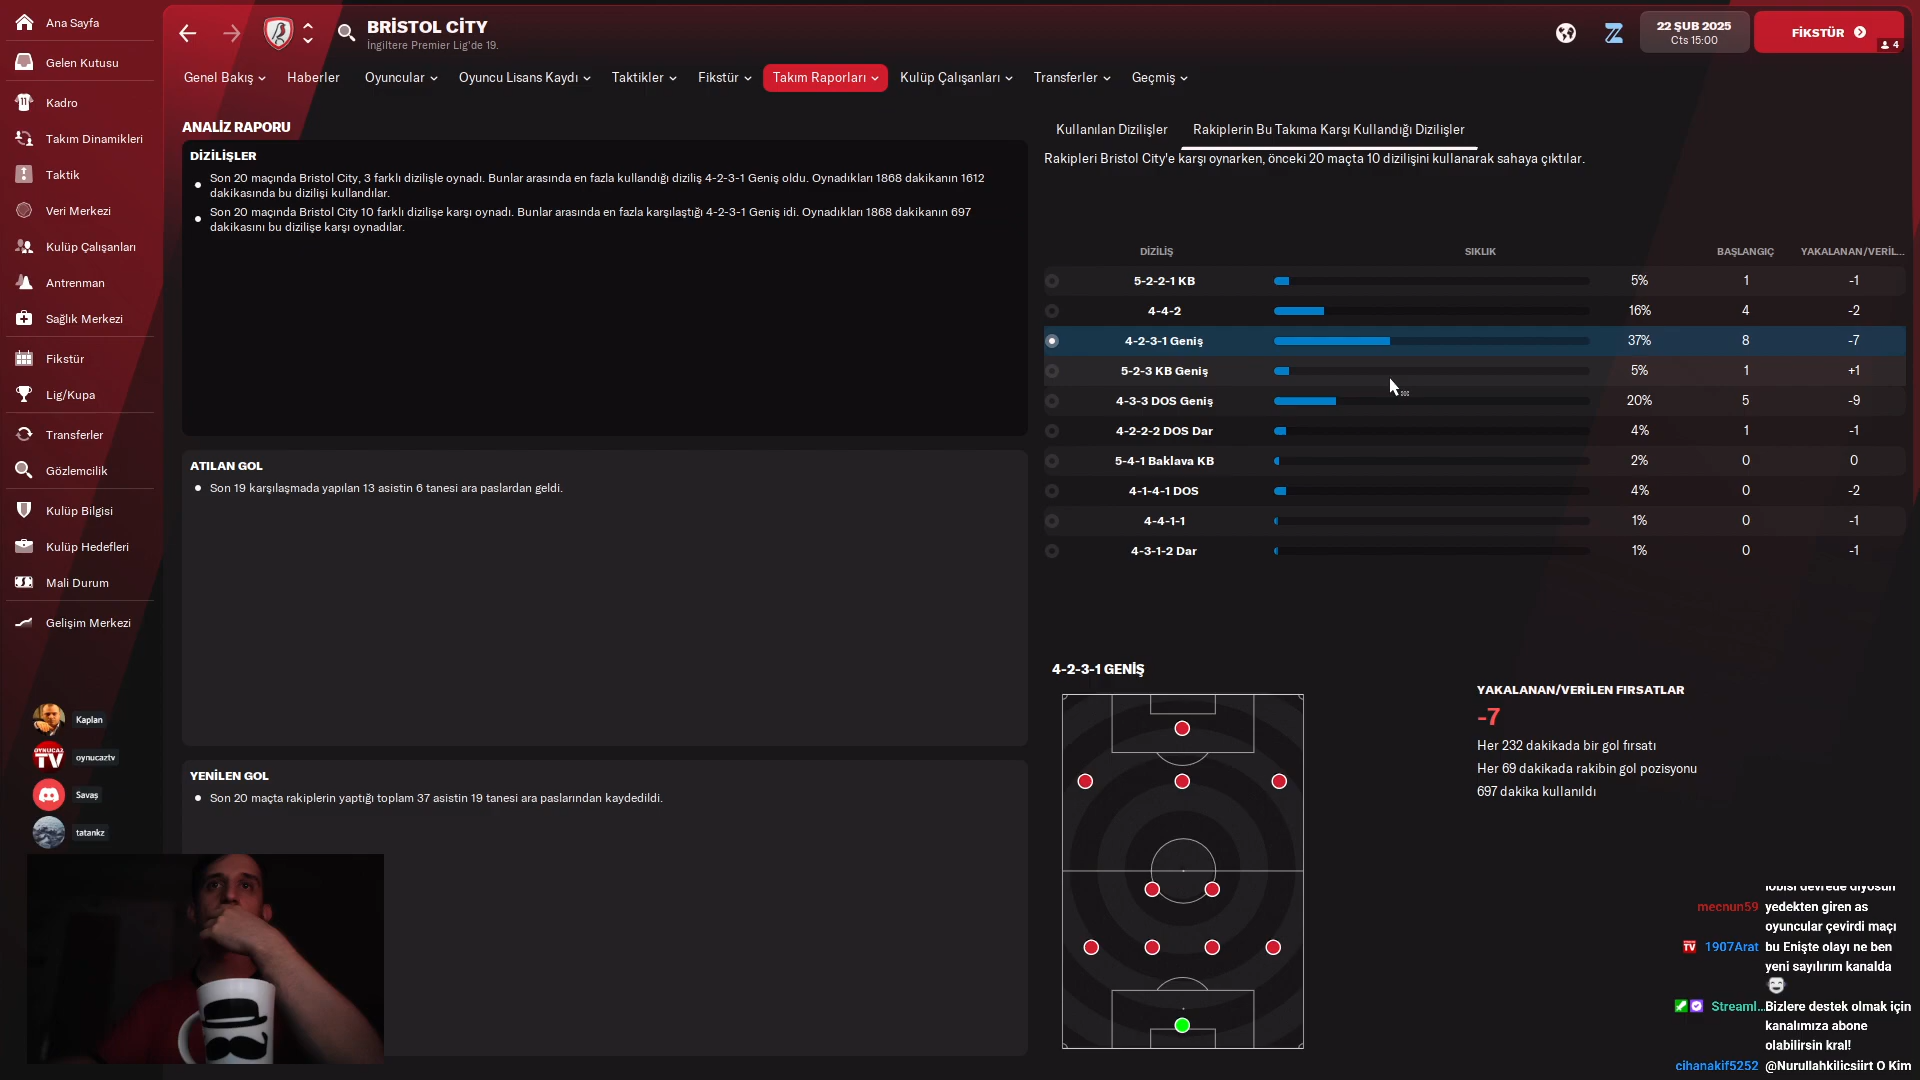 Ana Sayfa
Gelen Kutusu
Kadro
Takım Dinamikleri
Taktik
Veri Merkezi
Kulüp Çalışanları
Antrenman
Sağlık Merkezi
Fikstür
Lig/Kupa
Transferler
Gözlemcilik
Kulüp Bilgisi
Kulüp Hedefleri
Mali Durum
Gelişim Merkezi
Kaplan
OYNUCAZ TV
oynucaztv
Savaş
tatankz
BRİSTOL CİTY
İngiltere Premier Lig'de 19.
22 ŞUB 2025
Cts 15:00
FİKSTÜR
4
Genel Bakış
Haberler
Oyuncular
Oyuncu Lisans Kaydı
Taktikler
Fikstür
Takım Raporları
Kulüp Çalışanları
Transferler
Geçmiş
ANALİZ RAPORU
DİZİLİŞLER
Son 20 maçında Bristol City, 3 farklı dizilişle oynadı. Bunlar arasında en fazla kullandığı diziliş 4-2-3-1 Geniş oldu. Oynadıkları 1868 dakikanın 1612
dakikasında bu dizilişi kullandılar.
Son 20 maçında Bristol City 10 farklı dizilişe karşı oynadı. Bunlar arasında en fazla karşılaştığı 4-2-3-1 Geniş idi. Oynadıkları 1868 dakikanın 697
dakikasını bu dizilişe karşı oynadılar.
ATILAN GOL
Son 19 karşılaşmada yapılan 13 asistin 6 tanesi ara paslardan geldi.
YENİLEN GOL
Son 20 maçta rakiplerin yaptığı toplam 37 asistin 19 tanesi ara paslarından kaydedildi.
Kullanılan Dizilişler
Rakiplerin Bu Takıma Karşı Kullandığı Dizilişler
Rakipleri Bristol City'e karşı oynarken, önceki 20 maçta 10 dizilişini kullanarak sahaya çıktılar.
DİZİLİŞ SIKLIK BAŞLANGIÇ YAKALANAN/VERİL...
5-2-2-1 KB 5% 1 -1
4-4-2 16% 4 -2
4-2-3-1 Geniş 37% 8 -7
5-2-3 KB Geniş 5% 1 +1
4-3-3 DOS Geniş 20% 5 -9
4-2-2-2 DOS Dar 4% 1 -1
5-4-1 Baklava KB 2% 0 0
4-1-4-1 DOS 4% 0 -2
4-4-1-1 1% 0 -1
4-3-1-2 Dar 1% 0 -1
4-2-3-1 GENİŞ
YAKALANAN/VERİLEN FIRSATLAR
-7
Her 232 dakikada bir gol fırsatı
Her 69 dakikada rakibin gol pozisyonu
697 dakika kullanıldı
lobisi devrede diyosun
mecnun59 yedekten giren as
oyuncular çevirdi maçı
TV 1907Arat bu Enişte olayı ne ben
yeni sayılırım kanalda
Streaml... Bizlere destek olmak için
kanalımıza abone
olabilirsin kral!
cihanakif5252 @Nurullahkilicsiirt O Kim